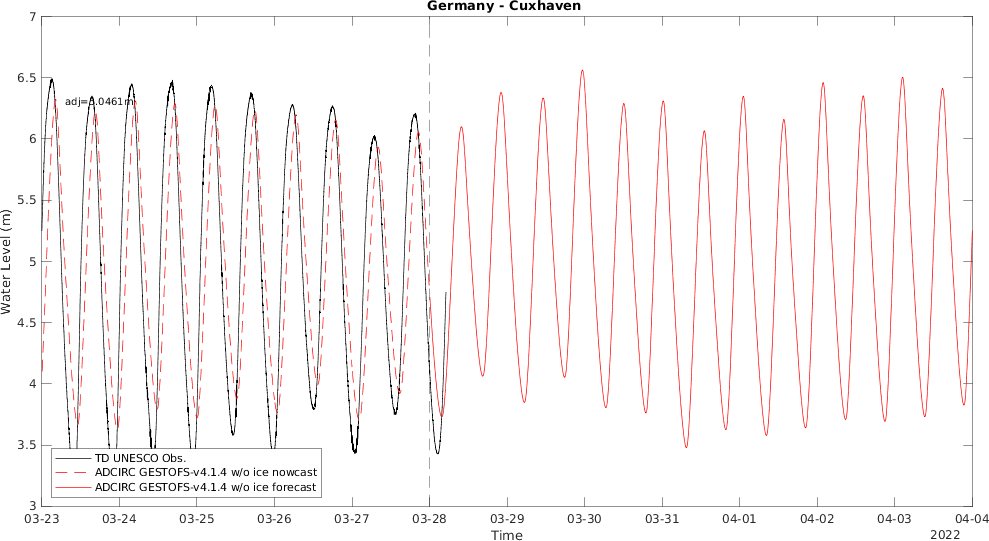 Germany - Cuxhaven
7
6.5
adj=5.0461m
6
5.5
5
4.5
4
3.5
3
Water Level (m)
TD UNESCO Obs.
ADCIRC GESTOFS-v4.1.4 w/o ice nowcast
ADCIRC GESTOFS-v4.1.4 w/o ice forecast
03-23 03-24 03-25 03-26 03-27 03-28 03-29 03-30 03-31 04-01 04-02 04-03 04-04
Time
2022